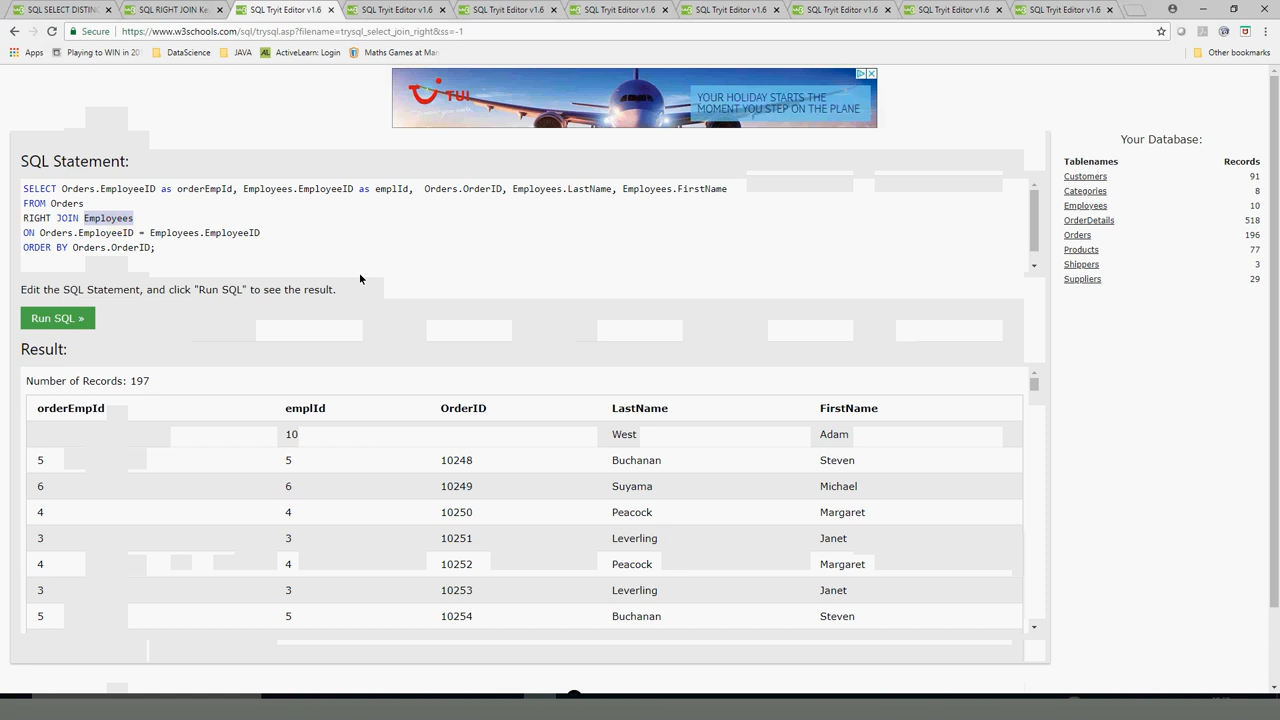 SQL SELECT DISTINC
SQL RIGHT JOIN Ke
SQL Tryit Editor v1.6
SQL Tryit Editor v1.6
SQL Tryit Editor v1.6
SQL Tryit Editor v1.6
SQL Tryit Editor v1.6
SQL Tryit Editor v1.6
SQL Tryit Editor v1.6
SQL Tryit Editor v1.6
Secure https://www.w3schools.com/sql/trysql.asp?filename=trysql_select_join_right&ss=-1
Apps Playing to WIN in 20 DataScience JAVA ActiveLearn: Login Maths Games at Ma Other bookmarks
TUI
YOUR HOLIDAY STARTS THE
MOMENT YOU STEP ON THE PLANE
SQL Statement:
SELECT Orders.EmployeeID as orderEmpId, Employees.EmployeeID as emplId, Orders.OrderID, Employees.LastName, Employees.FirstName
FROM Orders
RIGHT JOIN Employees
ON Orders.EmployeeID = Employees.EmployeeID
ORDER BY Orders.OrderID;
Edit the SQL Statement, and click "Run SQL" to see the result.
Run SQL »
Result:
Number of Records: 197
orderEmpId emplId OrderID LastName FirstName
10 West Adam
5 5 10248 Buchanan Steven
6 6 10249 Suyama Michael
4 4 10250 Peacock Margaret
3 3 10251 Leverling Janet
4 4 10252 Peacock Margaret
3 3 10253 Leverling Janet
5 5 10254 Buchanan Steven
Your Database:
Tablenames Records
Customers 91
Categories 8
Employees 10
OrderDetails 518
Orders 196
Products 77
Shippers 3
Suppliers 29